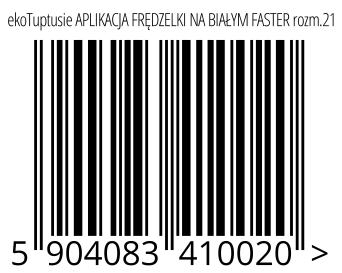 ekoTuptusie APLIKACJA FRĘDZELKI NA BIAŁYM FASTER rozm.21
5 904083 410020 >